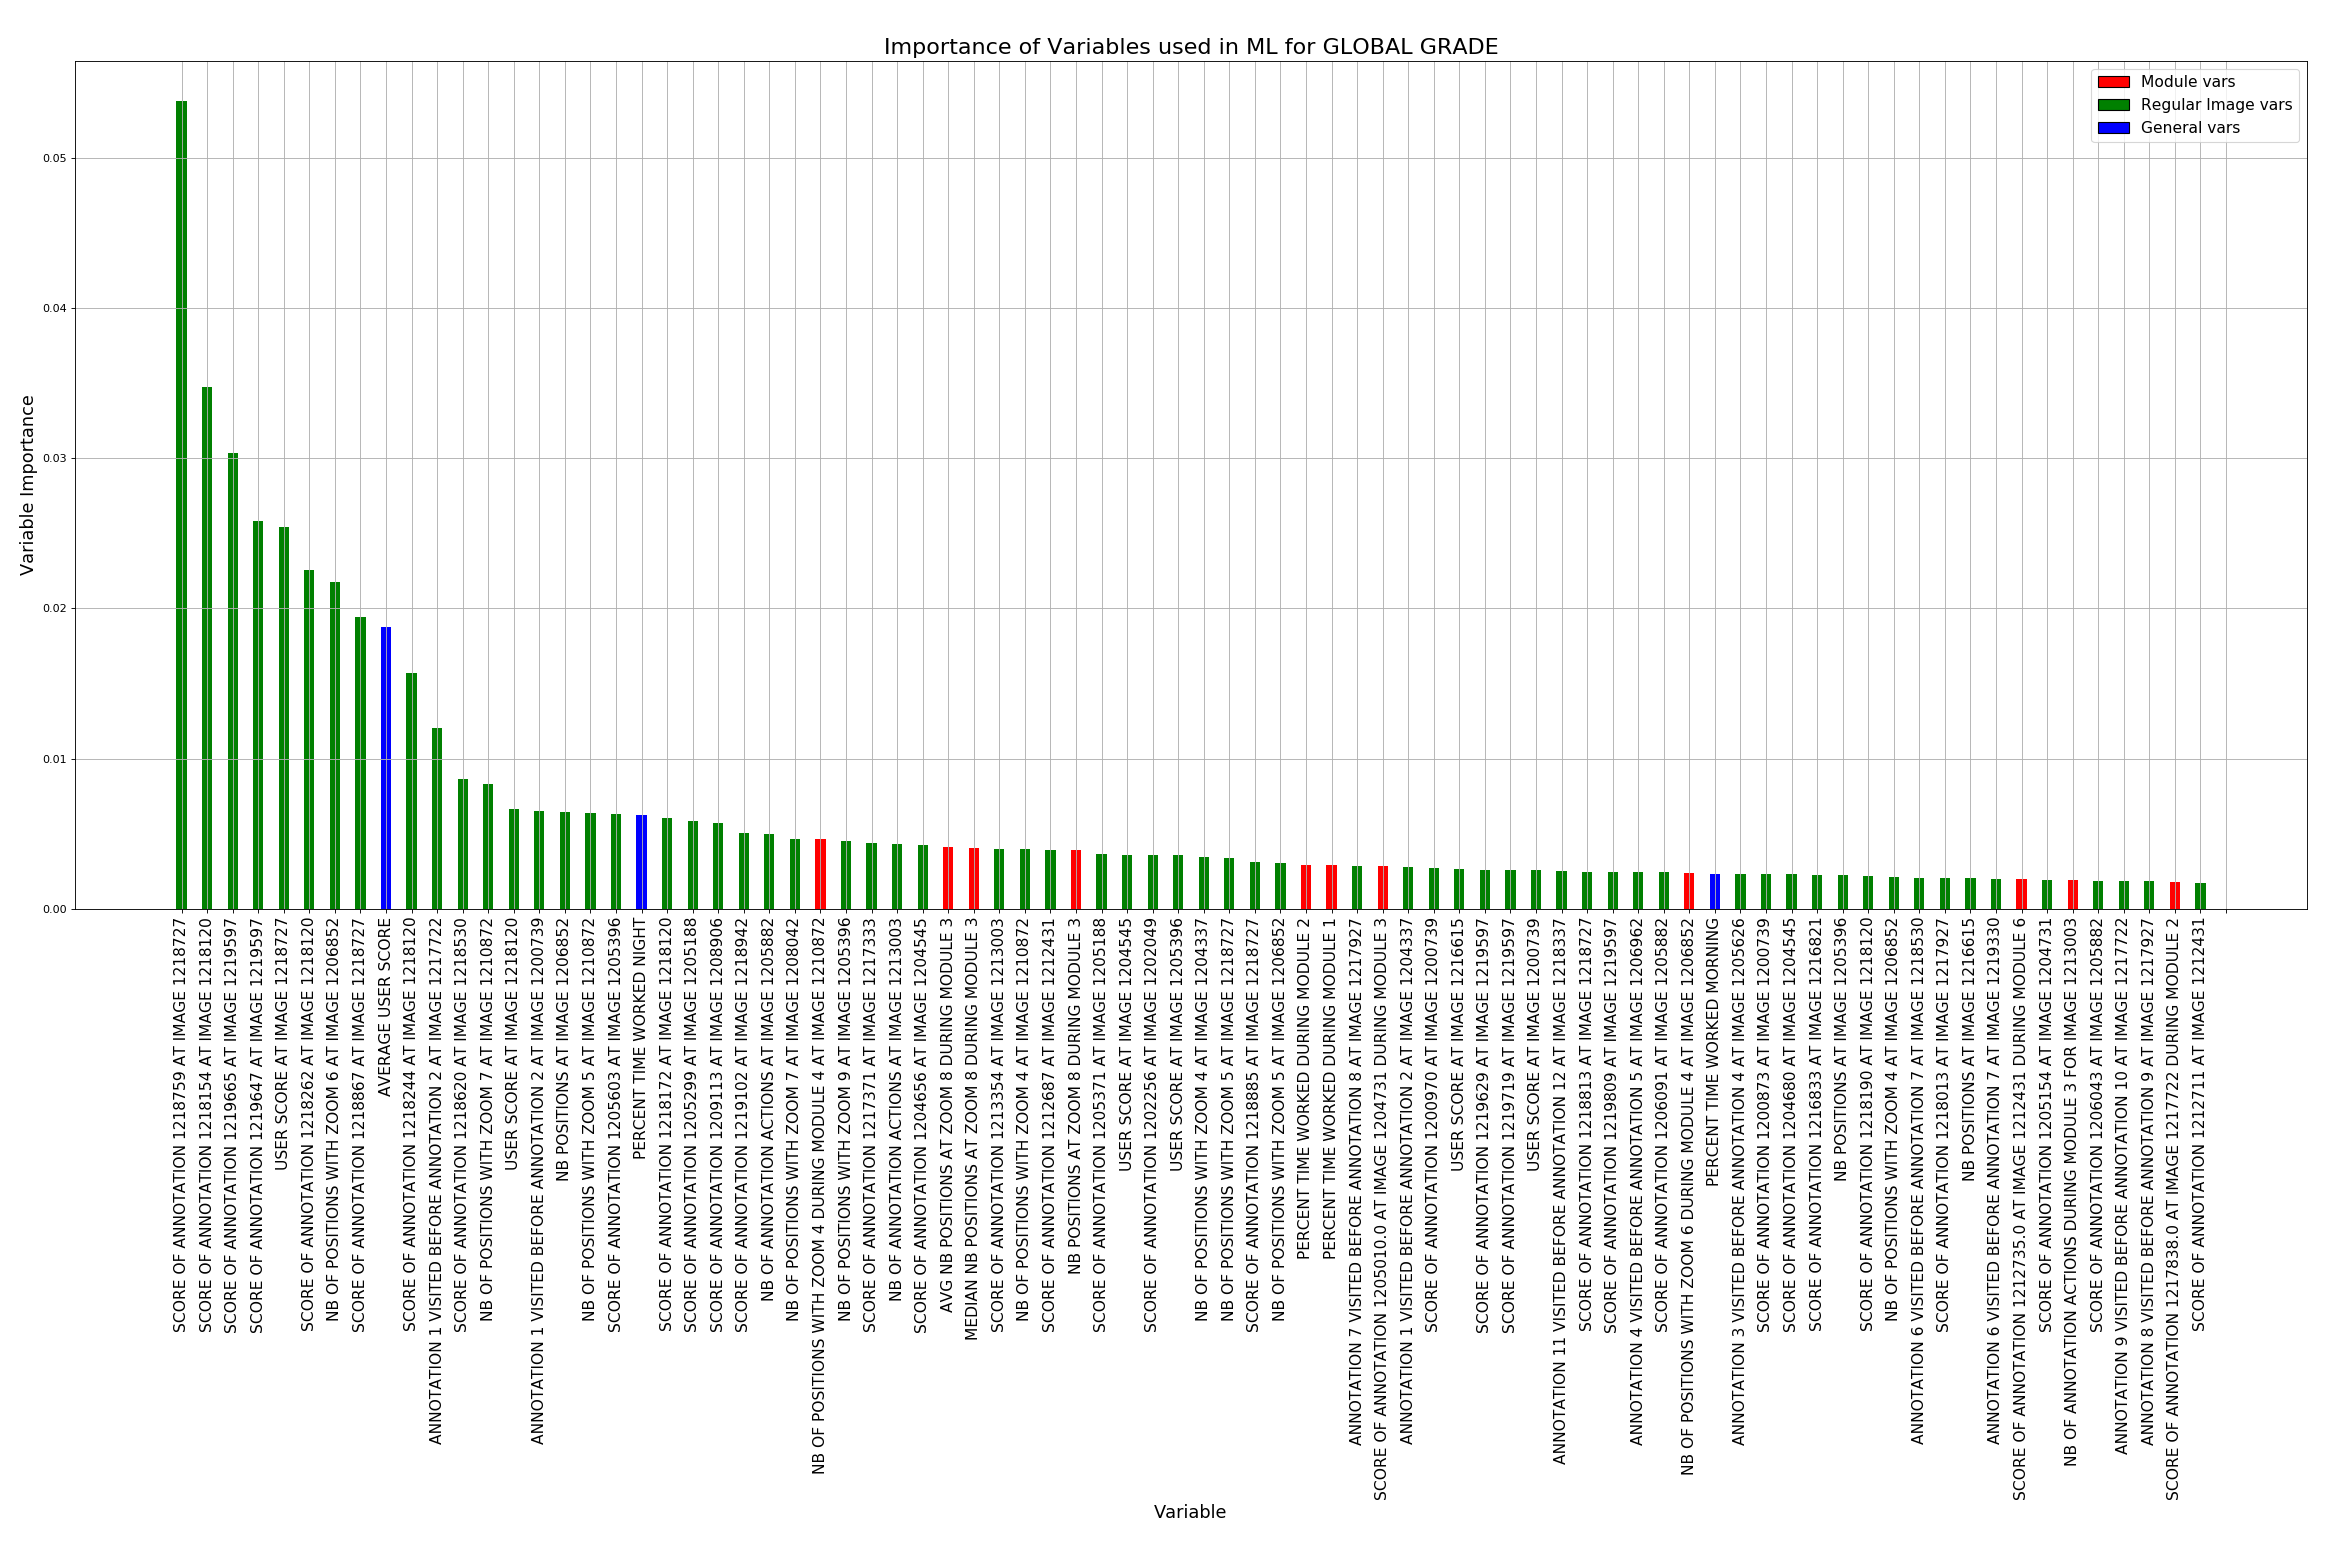 Importance of Variables used in ML for GLOBAL GRADE
Module vars
Regular Image vars
General vars
Variable Importance
0.05
0.04
0.03
0.02
0.01
0.00
SCORE OF ANNOTATION 1218759 AT IMAGE 1218727
SCORE OF ANNOTATION 1218154 AT IMAGE 1218120
SCORE OF ANNOTATION 1219665 AT IMAGE 1219597
SCORE OF ANNOTATION 1219647 AT IMAGE 1219597
USER SCORE AT IMAGE 1218727
SCORE OF ANNOTATION 1218262 AT IMAGE 1218120
NB OF POSITIONS WITH ZOOM 6 AT IMAGE 1206852
SCORE OF ANNOTATION 1218867 AT IMAGE 1218727
AVERAGE USER SCORE
SCORE OF ANNOTATION 1218244 AT IMAGE 1218120
ANNOTATION 1 VISITED BEFORE ANNOTATION 2 AT IMAGE 1217722
SCORE OF ANNOTATION 1218620 AT IMAGE 1218530
NB OF POSITIONS WITH ZOOM 7 AT IMAGE 1210872
USER SCORE AT IMAGE 1218120
ANNOTATION 1 VISITED BEFORE ANNOTATION 2 AT IMAGE 1200739
NB POSITIONS AT IMAGE 1206852
NB OF POSITIONS WITH ZOOM 5 AT IMAGE 1210872
SCORE OF ANNOTATION 1205603 AT IMAGE 1205396
PERCENT TIME WORKED NIGHT
SCORE OF ANNOTATION 1218172 AT IMAGE 1218120
SCORE OF ANNOTATION 1205299 AT IMAGE 1205188
SCORE OF ANNOTATION 1209113 AT IMAGE 1208906
SCORE OF ANNOTATION 1219102 AT IMAGE 1218942
NB OF ANNOTATION ACTIONS AT IMAGE 1205882
NB OF POSITIONS WITH ZOOM 7 AT IMAGE 1208042
NB OF POSITIONS WITH ZOOM 4 DURING MODULE 4 AT IMAGE 1210872
NB OF POSITIONS WITH ZOOM 9 AT IMAGE 1205396
SCORE OF ANNOTATION 1217371 AT IMAGE 1217333
NB OF ANNOTATION ACTIONS AT IMAGE 1213003
SCORE OF ANNOTATION 1204656 AT IMAGE 1204545
AVG NB POSITIONS AT ZOOM 8 DURING MODULE 3
MEDIAN NB POSITIONS AT ZOOM 8 DURING MODULE 3
SCORE OF ANNOTATION 1213354 AT IMAGE 1213003
NB OF POSITIONS WITH ZOOM 4 AT IMAGE 1210872
SCORE OF ANNOTATION 1212687 AT IMAGE 1212431
NB POSITIONS AT ZOOM 8 DURING MODULE 3
SCORE OF ANNOTATION 1205371 AT IMAGE 1205188
USER SCORE AT IMAGE 1204545
SCORE OF ANNOTATION 1202256 AT IMAGE 1202049
USER SCORE AT IMAGE 1205396
NB OF POSITIONS WITH ZOOM 4 AT IMAGE 1204337
NB OF POSITIONS WITH ZOOM 5 AT IMAGE 1218727
SCORE OF ANNOTATION 1218885 AT IMAGE 1218727
NB OF POSITIONS WITH ZOOM 5 AT IMAGE 1206852
PERCENT TIME WORKED DURING MODULE 2
PERCENT TIME WORKED DURING MODULE 1
ANNOTATION 7 VISITED BEFORE ANNOTATION 8 AT IMAGE 1217927
SCORE OF ANNOTATION 1205010.0 AT IMAGE 1204731 DURING MODULE 3
ANNOTATION 1 VISITED BEFORE ANNOTATION 2 AT IMAGE 1204337
SCORE OF ANNOTATION 1200970 AT IMAGE 1200739
USER SCORE AT IMAGE 1216615
SCORE OF ANNOTATION 1219629 AT IMAGE 1219597
SCORE OF ANNOTATION 1219719 AT IMAGE 1219597
USER SCORE AT IMAGE 1200739
ANNOTATION 11 VISITED BEFORE ANNOTATION 12 AT IMAGE 1218337
SCORE OF ANNOTATION 1218813 AT IMAGE 1218727
SCORE OF ANNOTATION 1219809 AT IMAGE 1219597
ANNOTATION 4 VISITED BEFORE ANNOTATION 5 AT IMAGE 1206962
SCORE OF ANNOTATION 1206091 AT IMAGE 1205882
NB OF POSITIONS WITH ZOOM 6 DURING MODULE 4 AT IMAGE 1206852
PERCENT TIME WORKED MORNING
ANNOTATION 3 VISITED BEFORE ANNOTATION 4 AT IMAGE 1205626
SCORE OF ANNOTATION 1200873 AT IMAGE 1200739
SCORE OF ANNOTATION 1204680 AT IMAGE 1204545
SCORE OF ANNOTATION 1216833 AT IMAGE 1216821
NB POSITIONS AT IMAGE 1205396
SCORE OF ANNOTATION 1218190 AT IMAGE 1218120
NB OF POSITIONS WITH ZOOM 4 AT IMAGE 1206852
ANNOTATION 6 VISITED BEFORE ANNOTATION 7 AT IMAGE 1218530
SCORE OF ANNOTATION 1218013 AT IMAGE 1217927
NB POSITIONS AT IMAGE 1216615
ANNOTATION 6 VISITED BEFORE ANNOTATION 7 AT IMAGE 1219330
SCORE OF ANNOTATION 1212735.0 AT IMAGE 1212431 DURING MODULE 6
SCORE OF ANNOTATION 1205154 AT IMAGE 1204731
NB OF ANNOTATION ACTIONS DURING MODULE 3 FOR IMAGE 1213003
SCORE OF ANNOTATION 1206043 AT IMAGE 1205882
ANNOTATION 9 VISITED BEFORE ANNOTATION 10 AT IMAGE 1217722
ANNOTATION 8 VISITED BEFORE ANNOTATION 9 AT IMAGE 1217927
SCORE OF ANNOTATION 1217838.0 AT IMAGE 1217722 DURING MODULE 2
SCORE OF ANNOTATION 1212711 AT IMAGE 1212431
Variable